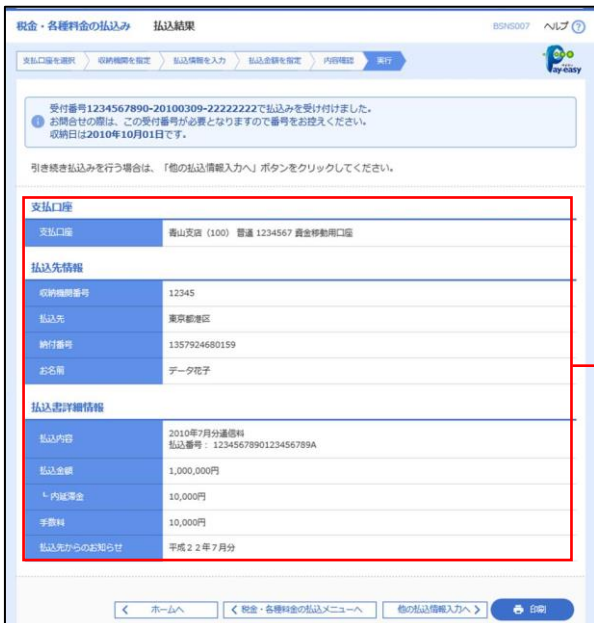 税金・各種料金の払込み 払込結果 BSNS007 ヘルプ ?
支払口座を選択 収納機関を指定 払込情報を入力 払込金額を指定 内容確認 実行
Pay-easy
受付番号1234567890-20100309-22222222で払込みを受け付けました。
お問合せの際は、この受付番号が必要となりますので番号をお控えください。
収納日は2010年10月01日です。
引き続き払込みを行う場合は、「他の払込情報入力へ」ボタンをクリックしてください。
支払口座
支払口座 青山支店（100） 普通 1234567 資金移動用口座
払込先情報
収納機関番号 12345
払込先 東京都港区
納付番号 1357924680159
お名前 データ花子
払込書詳細情報
払込内容 2010年7月分通信料
払込番号： 1234567890123456789A
払込金額 1,000,000円
└ 内延滞金 10,000円
手数料 10,000円
払込先からのお知らせ 平成２２年７月分
ホームへ 税金・各種料金の払込メニューへ 他の払込情報入力へ 印刷